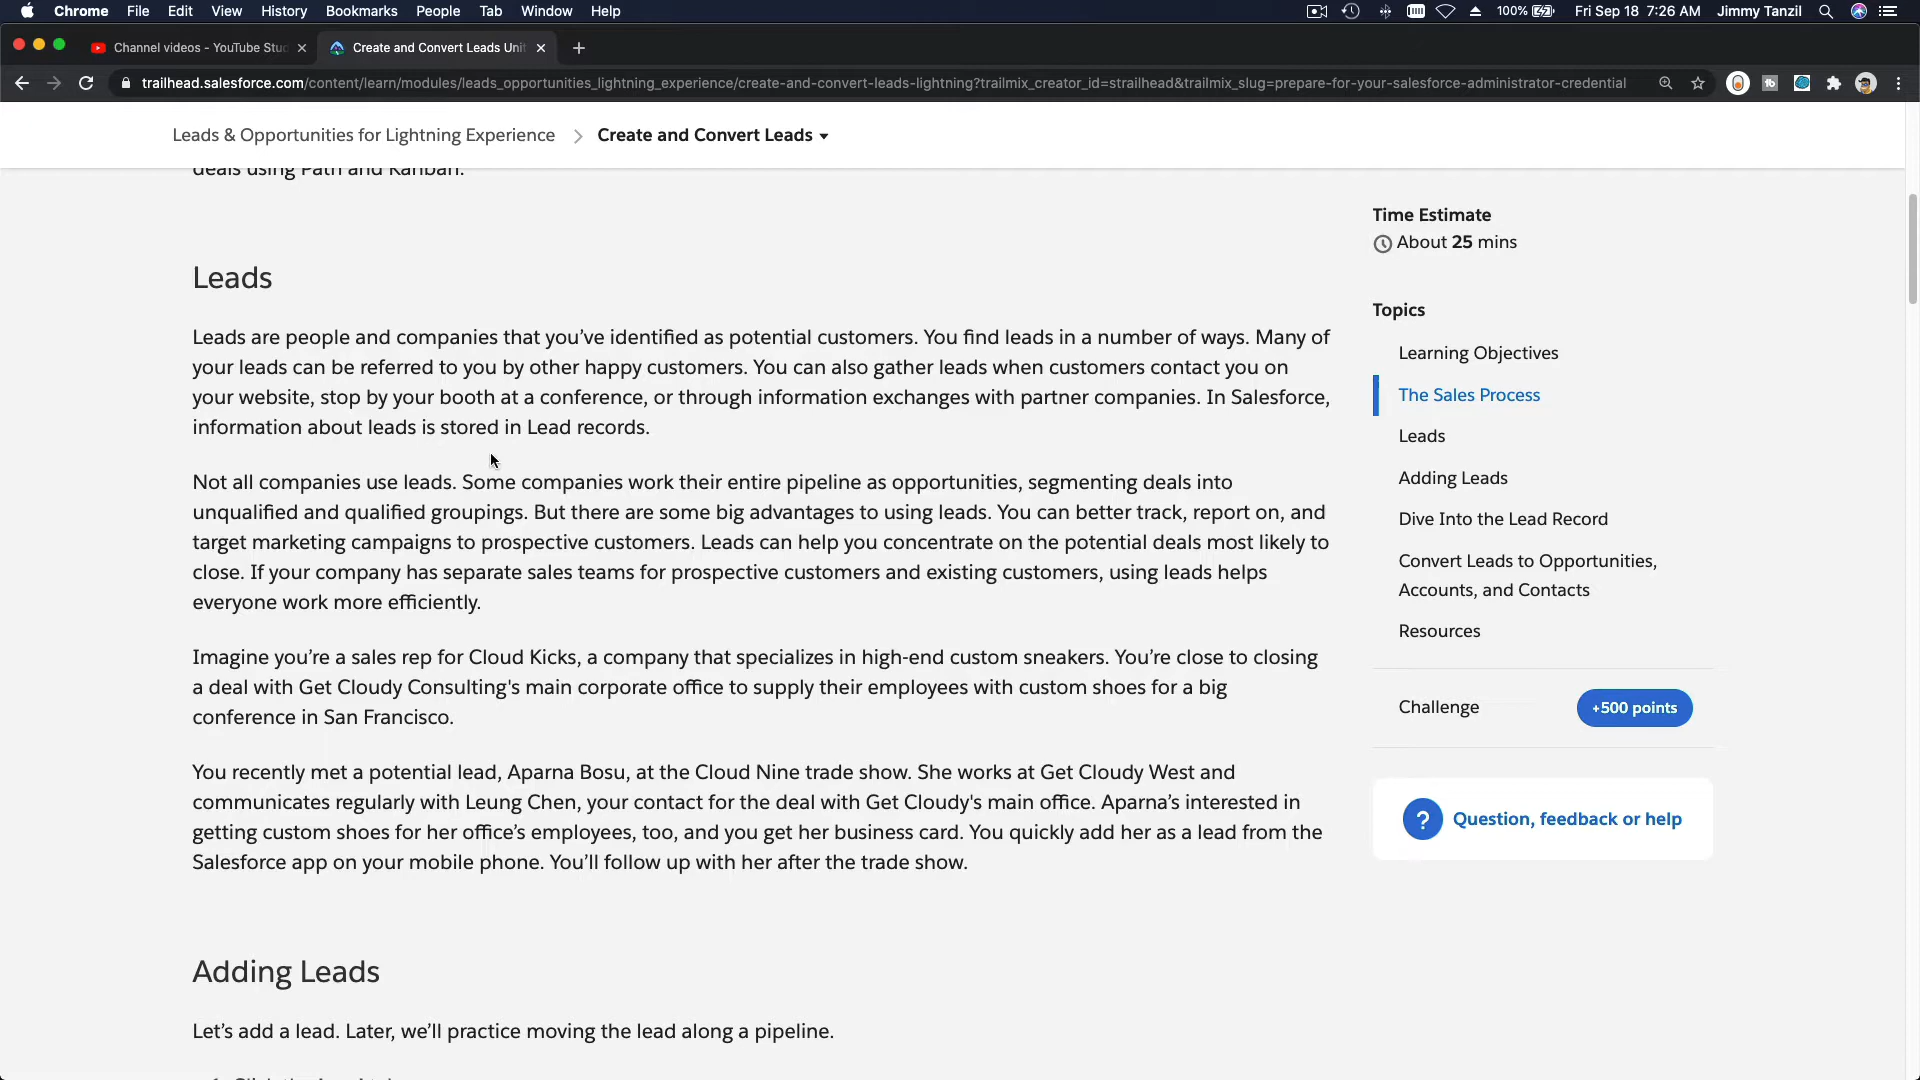 Chrome File Edit View History Bookmarks People Tab Window Help 100% Fri Sep 18 7:26 AM Jimmy Tanzil
Channel videos - YouTube Stud
Create and Convert Leads Unit
trailhead.salesforce.com/content/learn/modules/leads_opportunities_lightning_experience/create-and-convert-leads-lightning?trailmix_creator_id=strailhead&trailmix_slug=prepare-for-your-salesforce-administrator-credential
Leads & Opportunities for Lightning Experience > Create and Convert Leads
deals using Path and Kanban.
Leads
Leads are people and companies that you’ve identified as potential customers. You find leads in a number of ways. Many of
your leads can be referred to you by other happy customers. You can also gather leads when customers contact you on
your website, stop by your booth at a conference, or through information exchanges with partner companies. In Salesforce,
information about leads is stored in Lead records.
Not all companies use leads. Some companies work their entire pipeline as opportunities, segmenting deals into
unqualified and qualified groupings. But there are some big advantages to using leads. You can better track, report on, and
target marketing campaigns to prospective customers. Leads can help you concentrate on the potential deals most likely to
close. If your company has separate sales teams for prospective customers and existing customers, using leads helps
everyone work more efficiently.
Imagine you’re a sales rep for Cloud Kicks, a company that specializes in high-end custom sneakers. You’re close to closing
a deal with Get Cloudy Consulting's main corporate office to supply their employees with custom shoes for a big
conference in San Francisco.
You recently met a potential lead, Aparna Bosu, at the Cloud Nine trade show. She works at Get Cloudy West and
communicates regularly with Leung Chen, your contact for the deal with Get Cloudy's main office. Aparna’s interested in
getting custom shoes for her office’s employees, too, and you get her business card. You quickly add her as a lead from the
Salesforce app on your mobile phone. You’ll follow up with her after the trade show.
Adding Leads
Let’s add a lead. Later, we’ll practice moving the lead along a pipeline.
Time Estimate
About 25 mins
Topics
Learning Objectives
The Sales Process
Leads
Adding Leads
Dive Into the Lead Record
Convert Leads to Opportunities,
Accounts, and Contacts
Resources
Challenge
+500 points
? Question, feedback or help